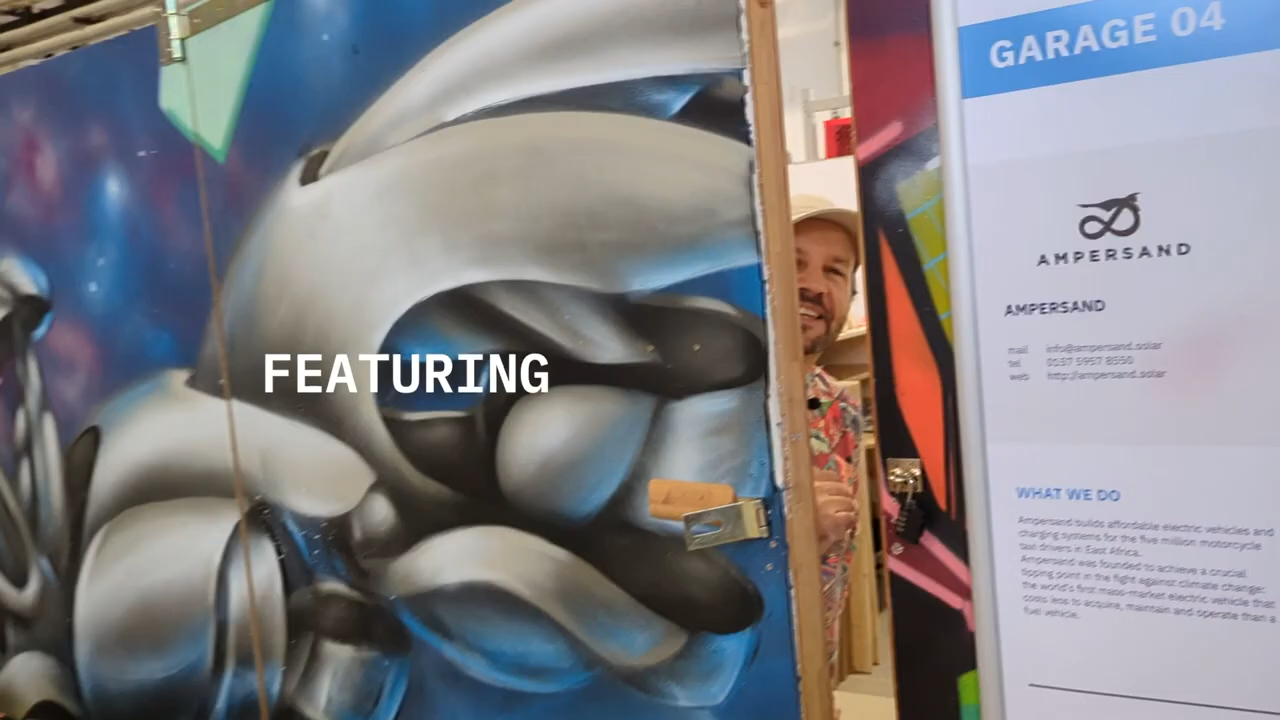 FEATURING
GARAGE 04
AMPERSAND
AMPERSAND
mail info@ampersand.solar
tel 0157 5957 8550
web http://ampersand.solar
WHAT WE DO
Ampersand builds affordable electric vehicles and
charging systems for the five million motorcycle
taxi drivers in East Africa.
Ampersand was founded to achieve a crucial
tipping point in the fight against climate change:
the world's first mass-market electric vehicle that
costs less to acquire, maintain and operate than a
fuel vehicle.